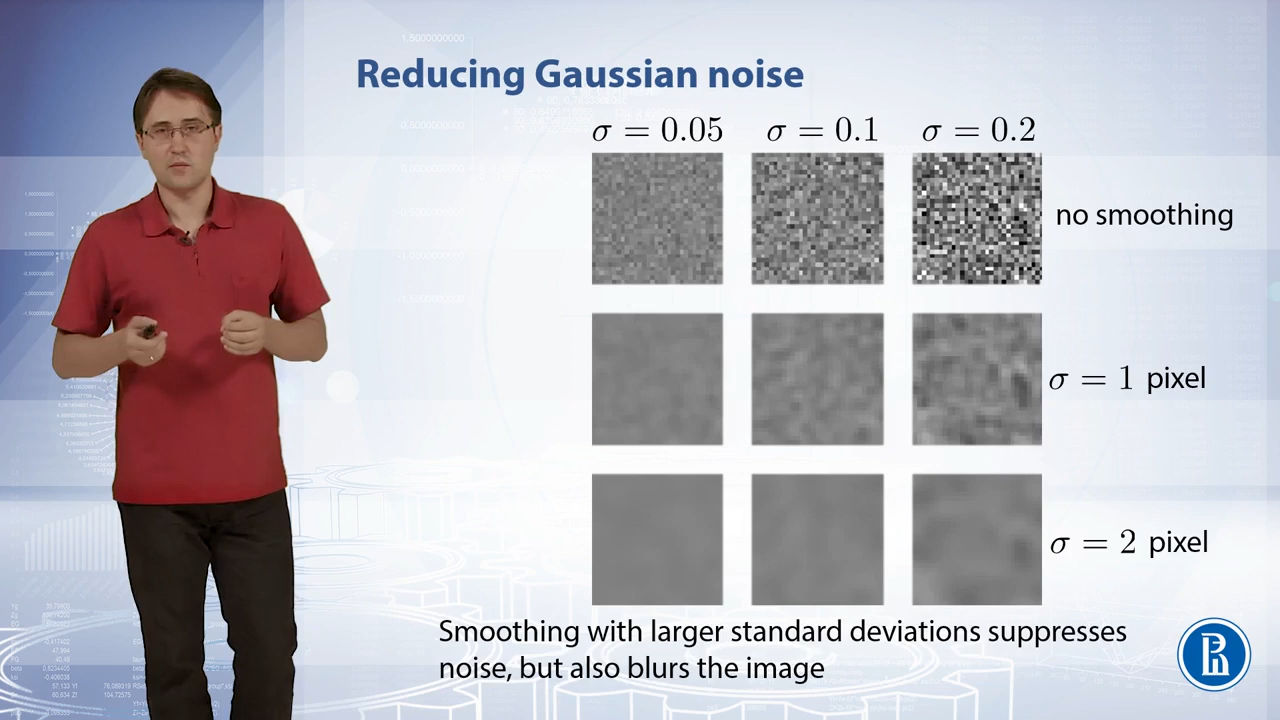 Reducing Gaussian noise
σ = 0.05 σ = 0.1 σ = 0.2
no smoothing
σ = 1 pixel
σ = 2 pixel
Smoothing with larger standard deviations suppresses
noise, but also blurs the image